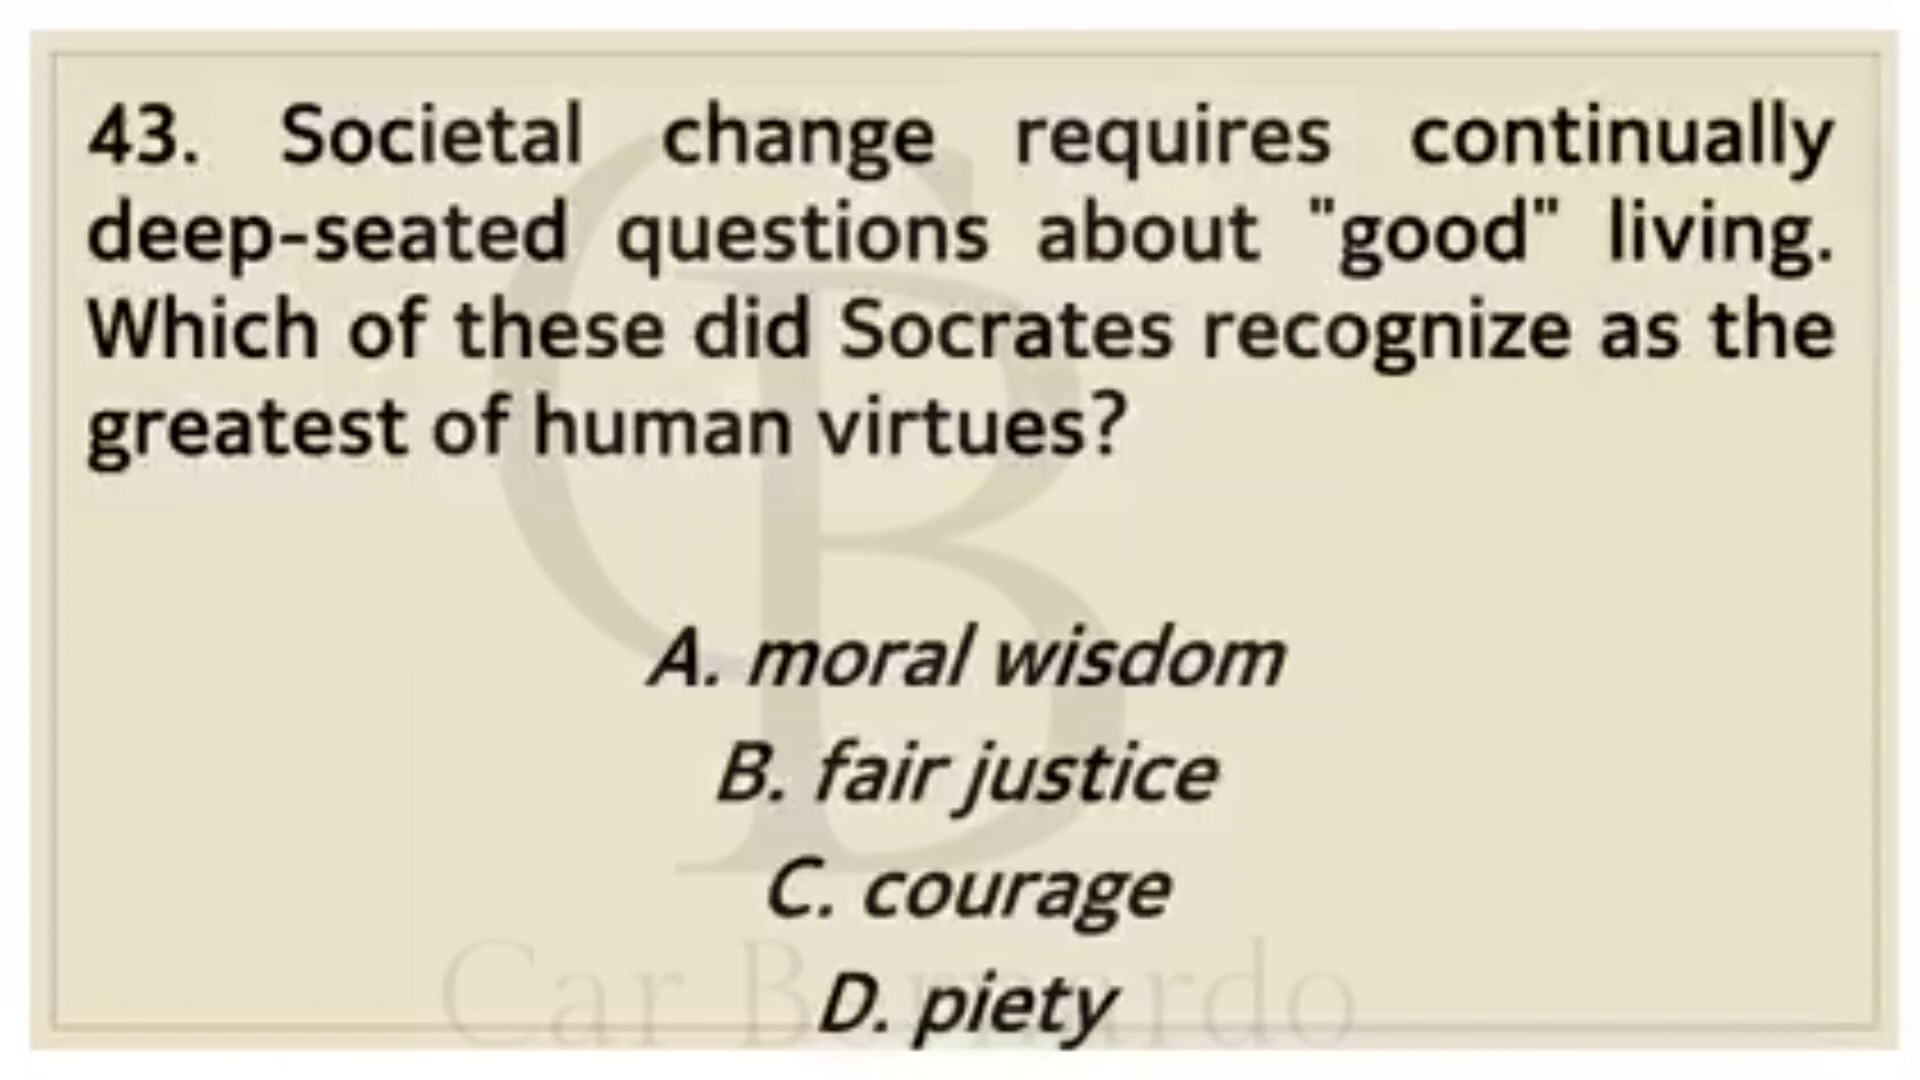 43. Societal change requires continually
deep-seated questions about "good" living.
Which of these did Socrates recognize as the
greatest of human virtues?
A. moral wisdom
B. fair justice
C. courage
D. piety
CB
Car Bernardo